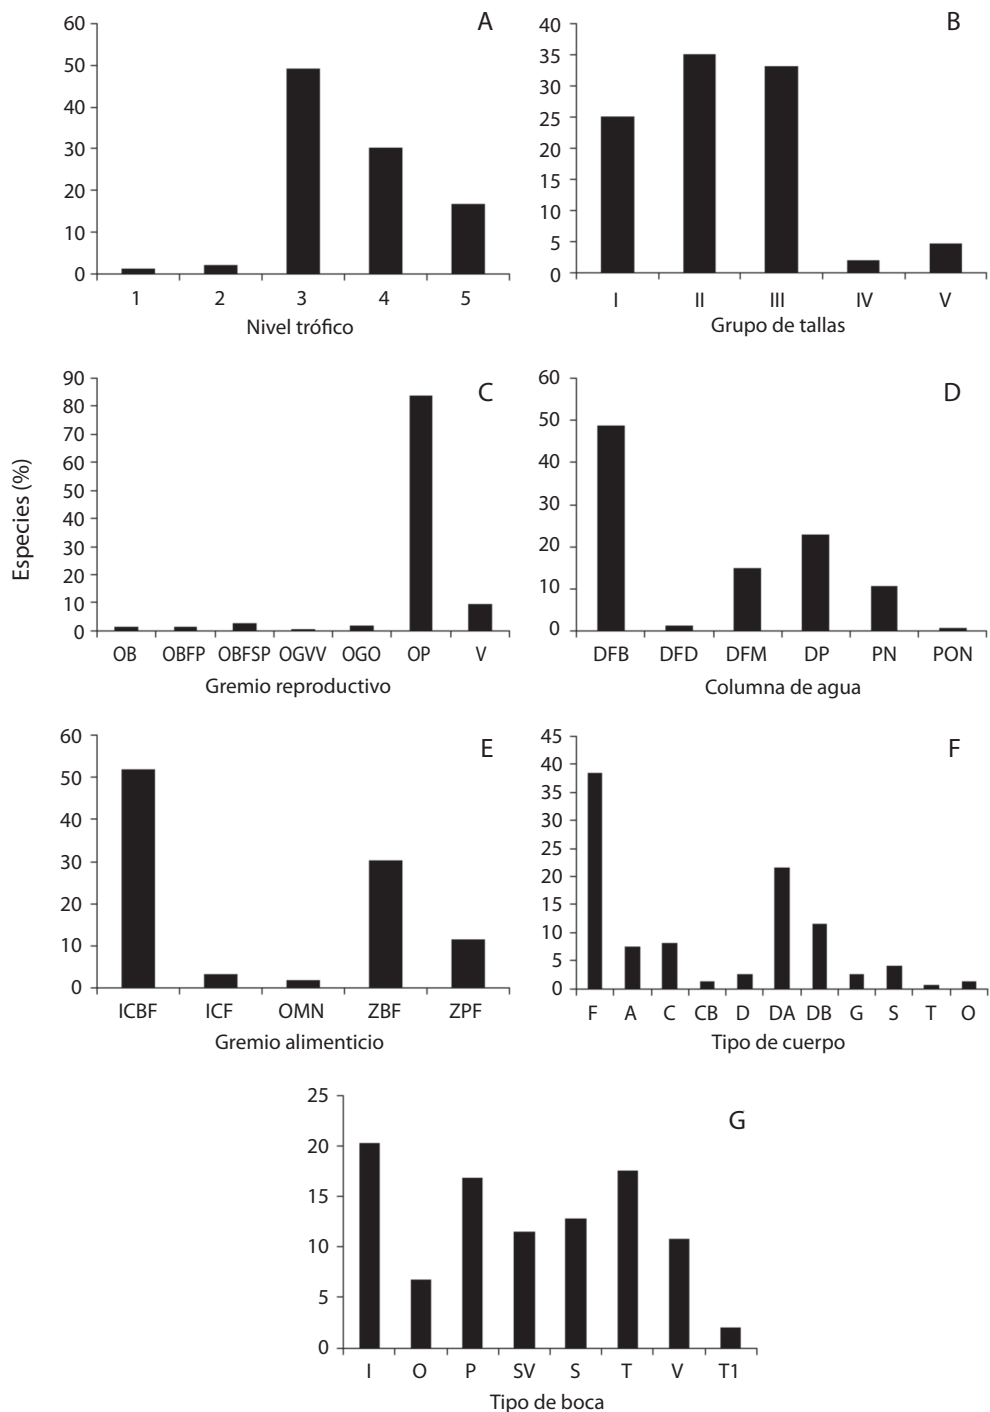 A
60
50
40
30
20
10
0
1 2 3 4 5
Nivel trófico
B
40
35
30
25
20
15
10
5
0
I II III IV V
Grupo de tallas
Especies (%)
C
90
80
70
60
50
40
30
20
10
0
OB OBFP OBFSP OGVV OGO OP V
Gremio reproductivo
D
60
50
40
30
20
10
0
DFB DFD DFM DP PN PON
Columna de agua
E
60
50
40
30
20
10
0
ICBF ICF OMN ZBF ZPF
Gremio alimenticio
F
45
40
35
30
25
20
15
10
5
0
F A C CB D DA DB G S T O
Tipo de cuerpo
G
25
20
15
10
5
0
I O P SV S T V T1
Tipo de boca